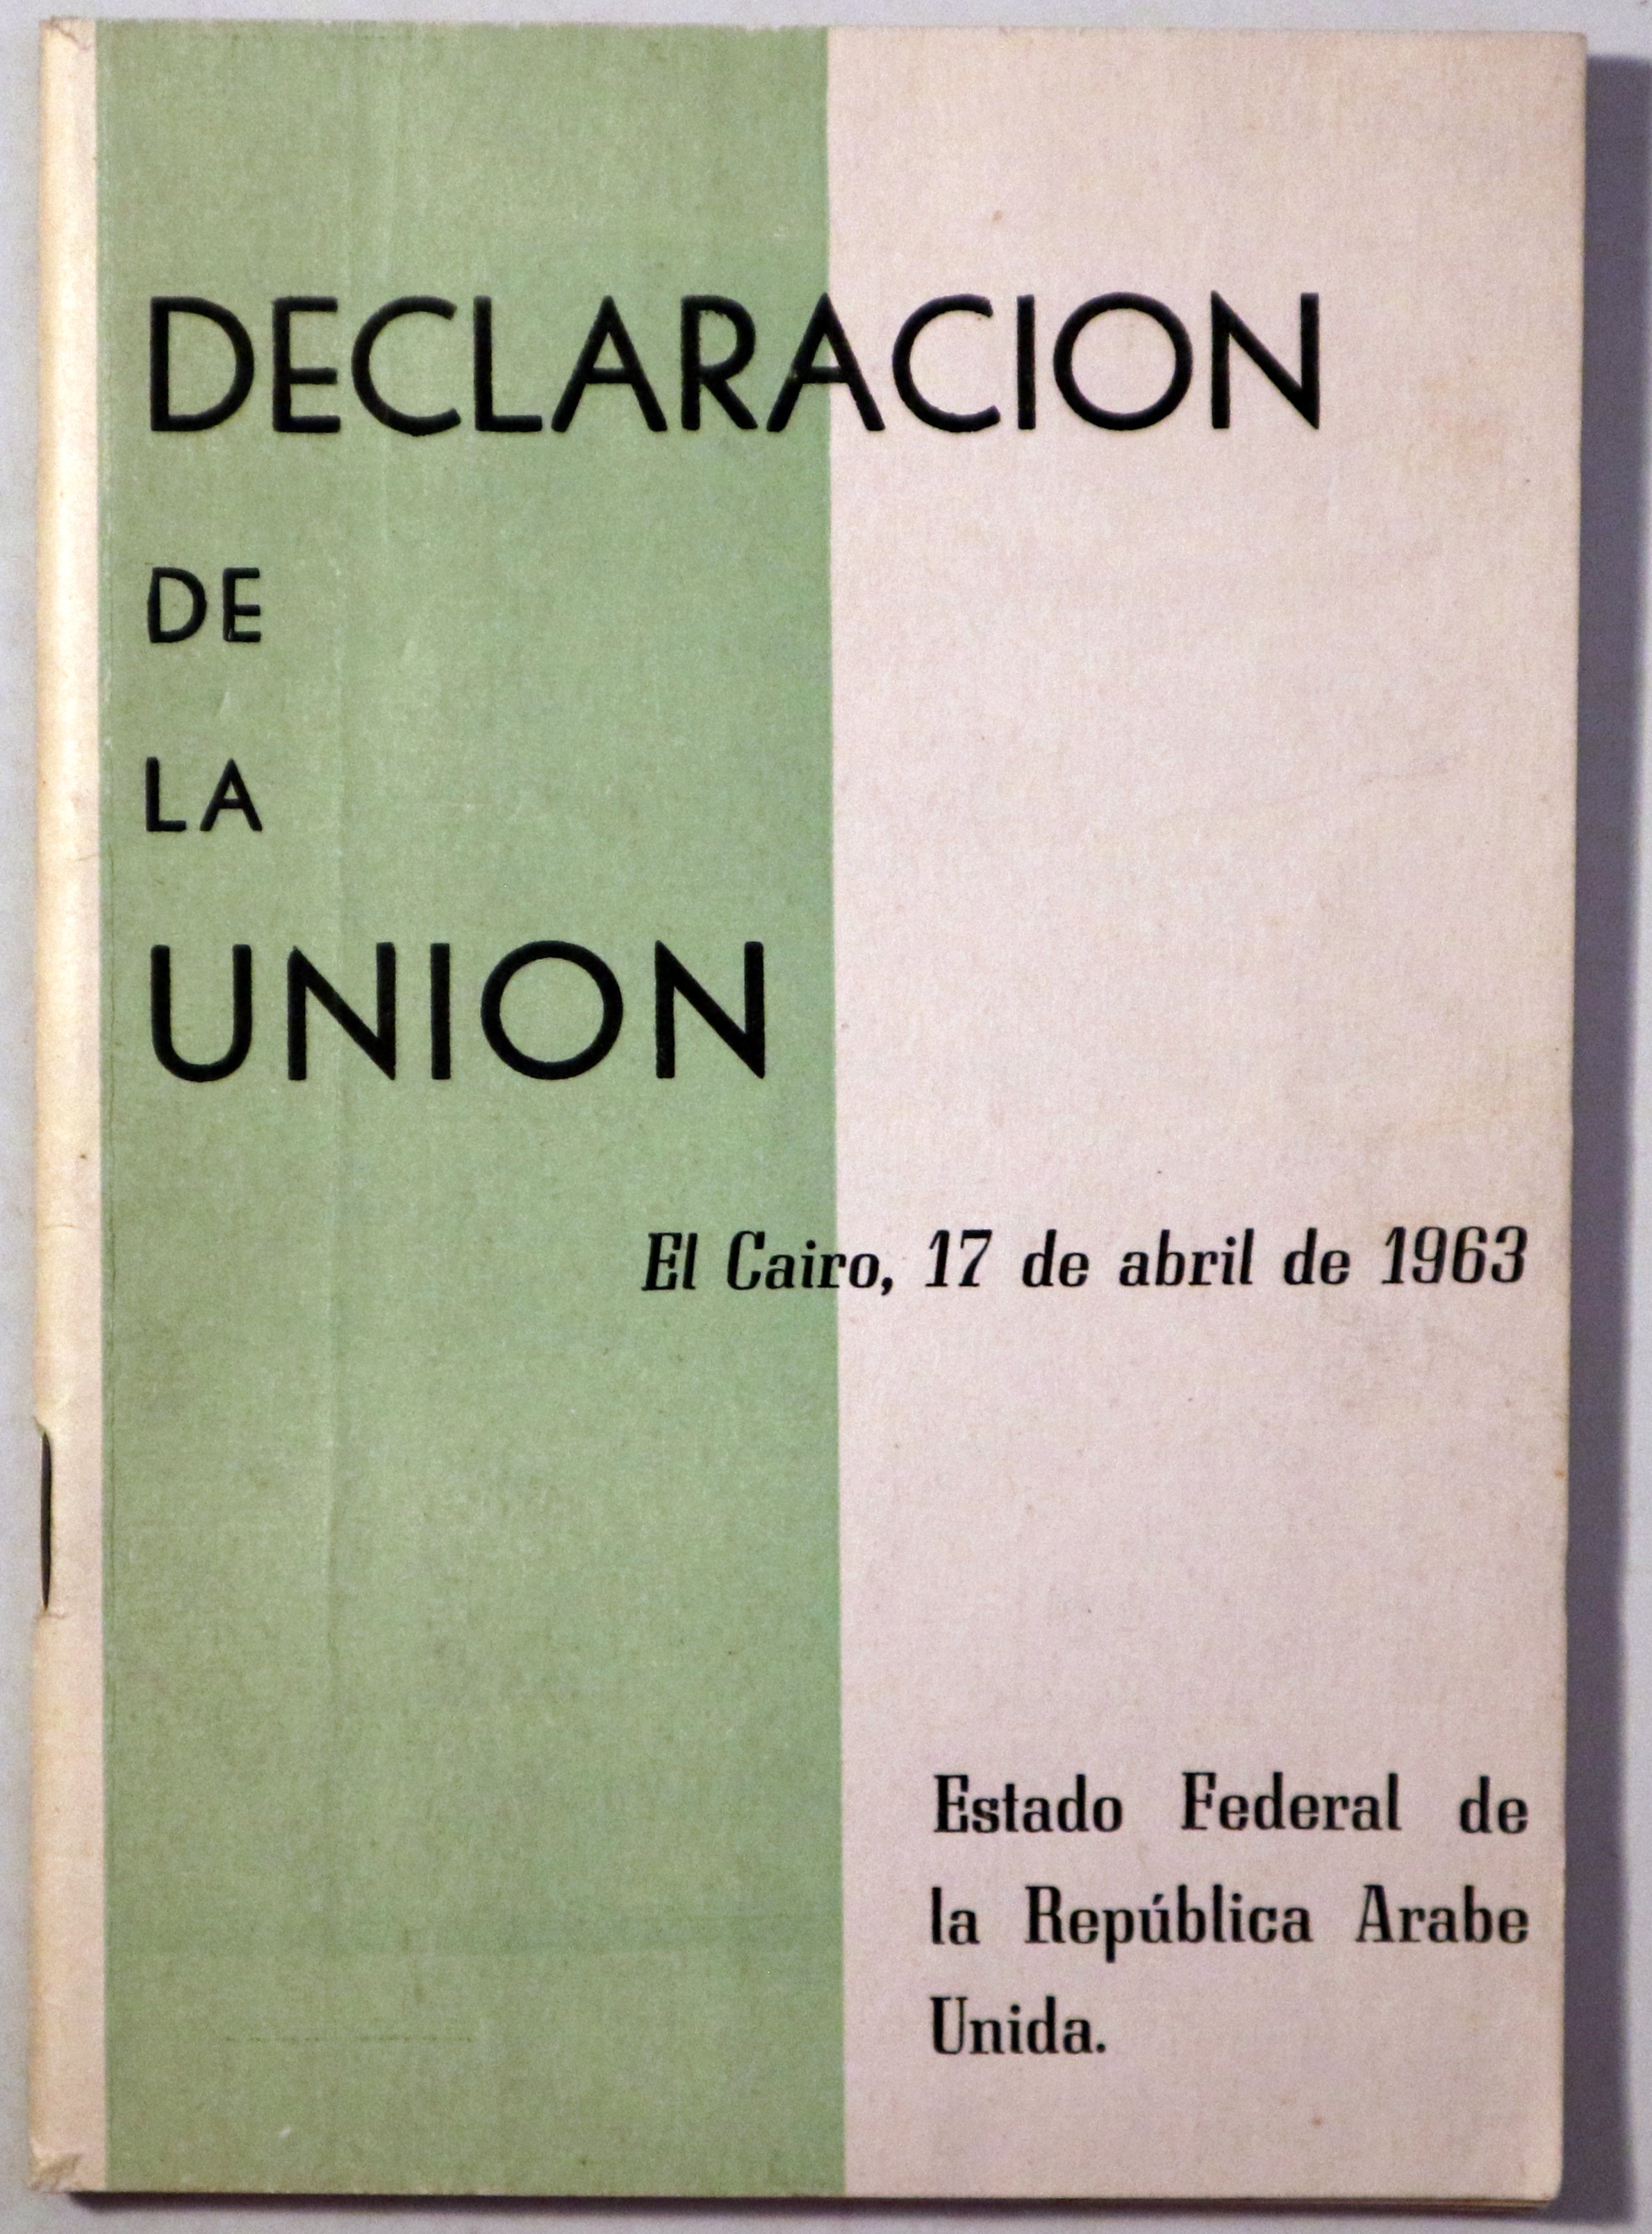 DECLARACION
DE
LA
UNION
El Cairo, 17 de abril de 1963
Estado Federal de
la República Arabe
Unida.